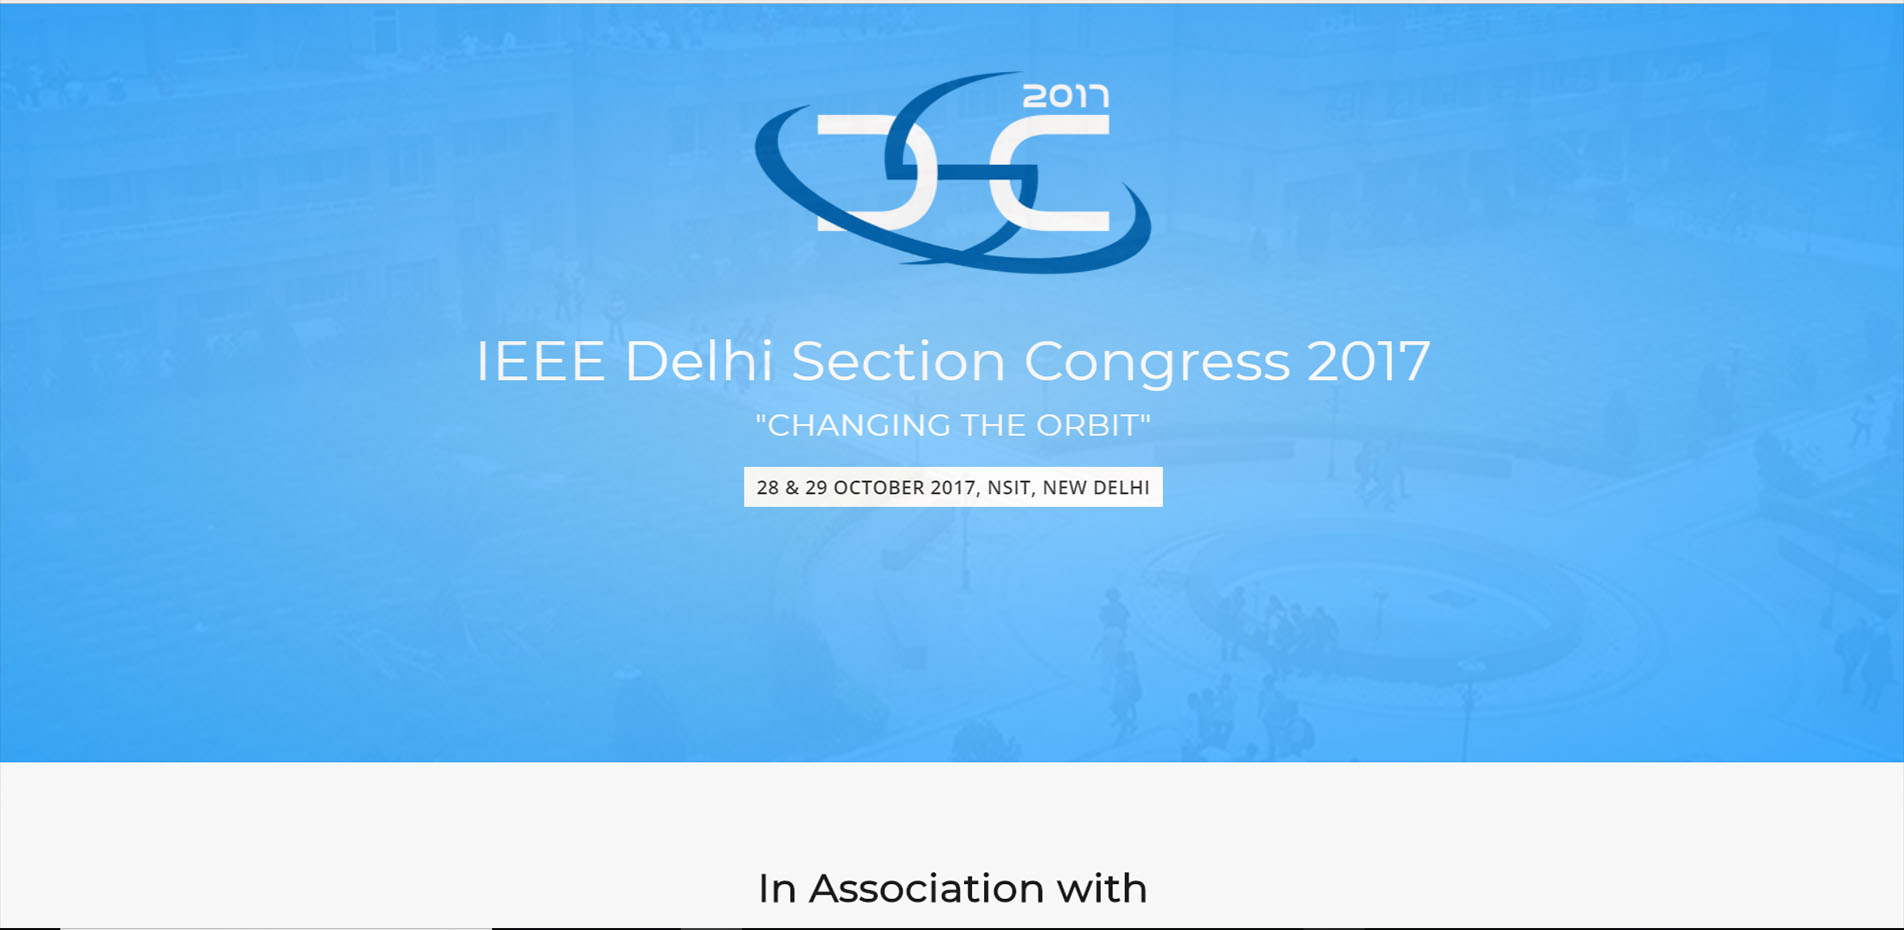 2017
DSC
IEEE Delhi Section Congress 2017
"CHANGING THE ORBIT"
28 & 29 OCTOBER 2017, NSIT, NEW DELHI
In Association with